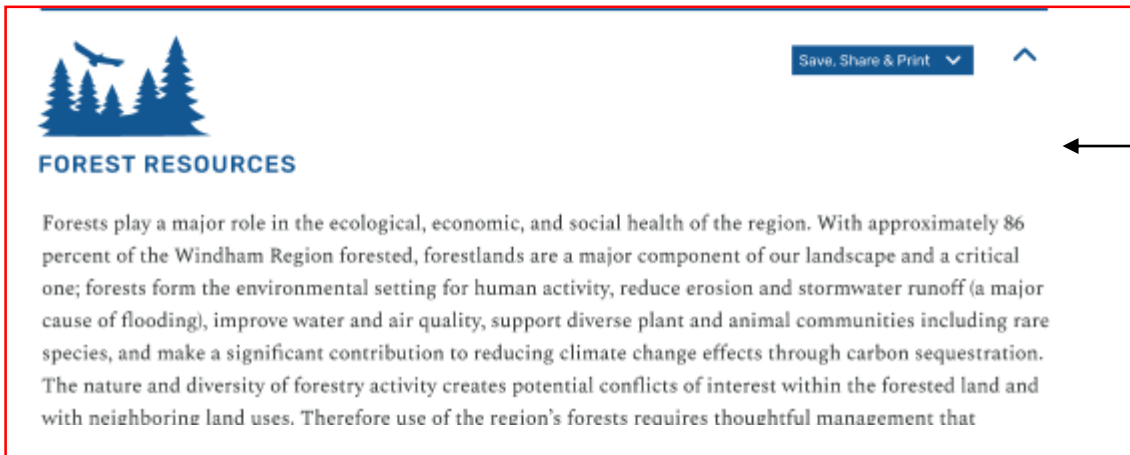 Save, Share & Print
FOREST RESOURCES
Forests play a major role in the ecological, economic, and social health of the region. With approximately 86
percent of the Windham Region forested, forestlands are a major component of our landscape and a critical
one; forests form the environmental setting for human activity, reduce erosion and stormwater runoff (a major
cause of flooding), improve water and air quality, support diverse plant and animal communities including rare
species, and make a significant contribution to reducing climate change effects through carbon sequestration.
The nature and diversity of forestry activity creates potential conflicts of interest within the forested land and
with neighboring land uses. Therefore use of the region's forests requires thoughtful management that